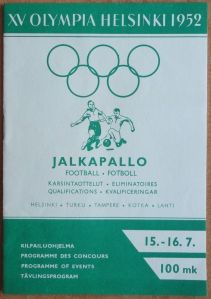 XV OLYMPIA HELSINKI 1952
JALKAPALLO
FOOTBALL • FOTBOLL
KARSINTAOTTELUT • ELIMINATOIRES
QUALIFICATIONS • KVALIFICERINGAR
HELSINKI • TURKU • TAMPERE • KOTKA • LAHTI
KILPAILUOHJELMA
PROGRAMME DES CONCOURS
PROGRAMME OF EVENTS
TÄVLINGSPROGRAM
15.-16. 7.
100 mk